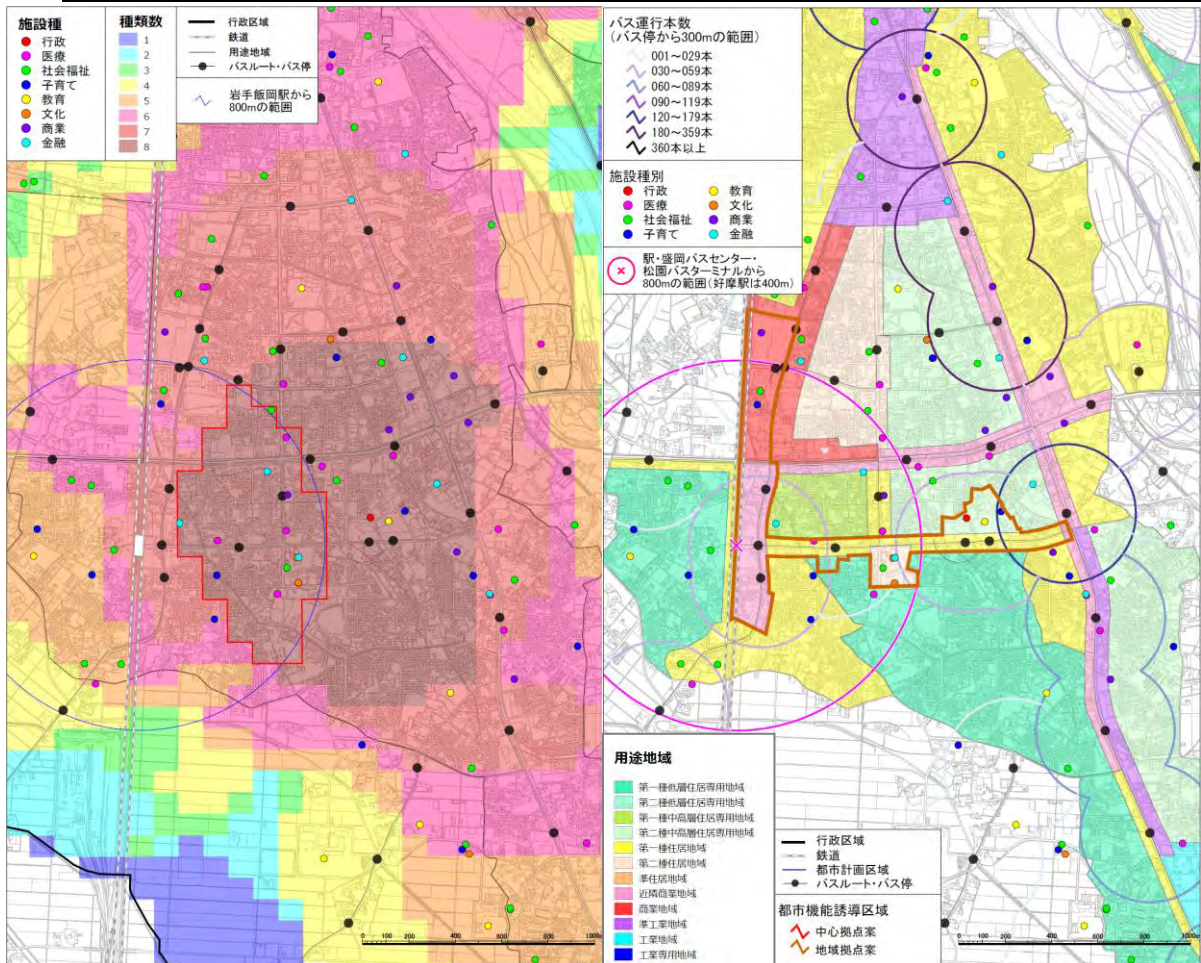 施設種
行政
医療
社会福祉
子育て
教育
文化
商業
金融
種類数
1
2
3
4
5
6
7
8
行政区域
鉄道
用途地域
バスルート・バス停
岩手飯岡駅から
800mの範囲
0 200 400 600 800 1000m
バス運行本数
(バス停から300mの範囲)
001～029本
030～059本
060～089本
090～119本
120～179本
180～359本
360本以上
施設種別
行政 教育
医療 文化
社会福祉 商業
子育て 金融
駅・盛岡バスセンター・
松園バスターミナルから
800mの範囲(好摩駅は400m)
用途地域
第一種低層住居専用地域
第二種低層住居専用地域
第一種中高層住居専用地域
第二種中高層住居専用地域
第一種住居地域
第二種住居地域
準住居地域
近隣商業地域
商業地域
準工業地域
工業地域
工業専用地域
行政区域
鉄道
都市計画区域
バスルート・バス停
都市機能誘導区域
中心拠点案
地域拠点案
0 200 400 600 800 1000m